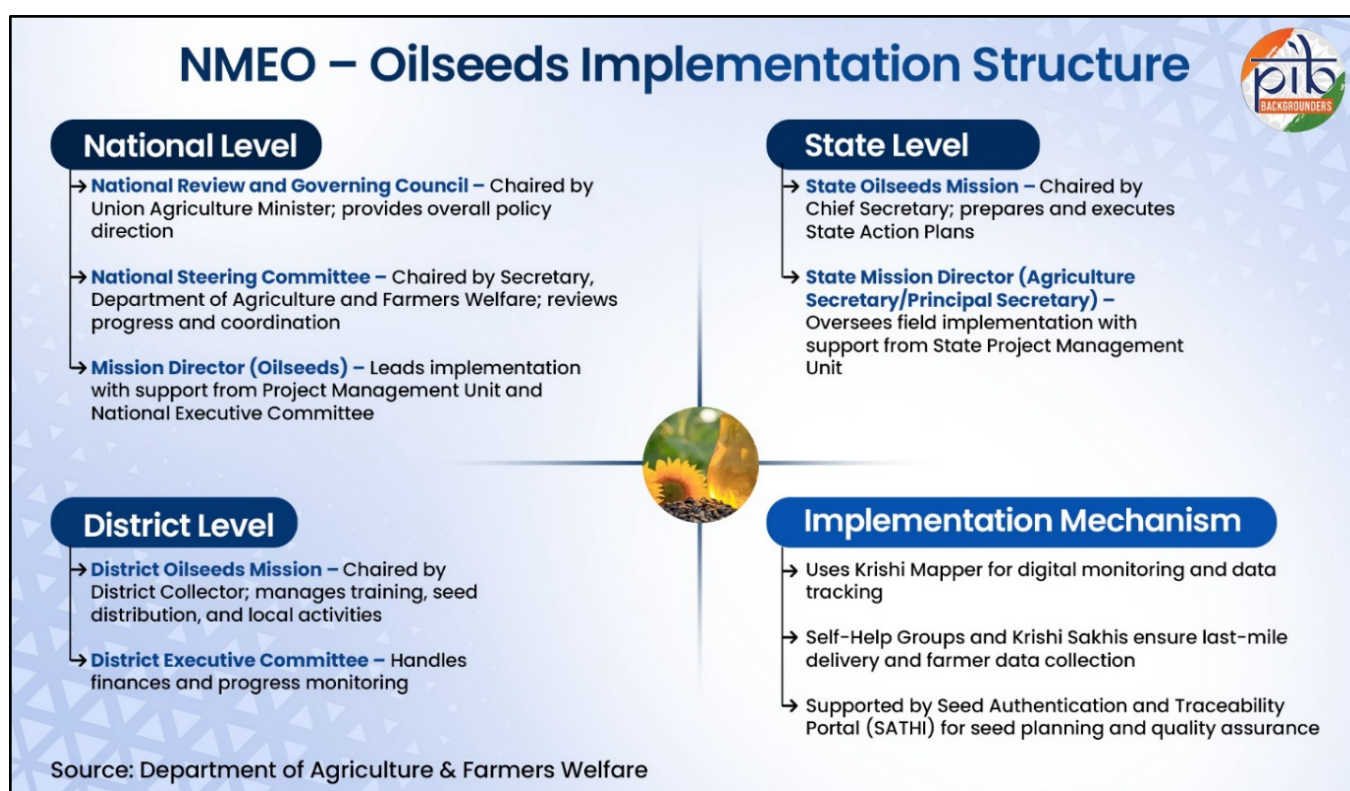 NMEO – Oilseeds Implementation Structure
pib
BACKGROUNDERS
National Level
National Review and Governing Council – Chaired by
Union Agriculture Minister; provides overall policy
direction
National Steering Committee – Chaired by Secretary,
Department of Agriculture and Farmers Welfare; reviews
progress and coordination
Mission Director (Oilseeds) – Leads implementation
with support from Project Management Unit and
National Executive Committee
State Level
State Oilseeds Mission – Chaired by
Chief Secretary; prepares and executes
State Action Plans
State Mission Director (Agriculture
Secretary/Principal Secretary) –
Oversees field implementation with
support from State Project Management
Unit
District Level
District Oilseeds Mission – Chaired by
District Collector; manages training, seed
distribution, and local activities
District Executive Committee – Handles
finances and progress monitoring
Implementation Mechanism
Uses Krishi Mapper for digital monitoring and data
tracking
Self-Help Groups and Krishi Sakhis ensure last-mile
delivery and farmer data collection
Supported by Seed Authentication and Traceability
Portal (SATHI) for seed planning and quality assurance
Source: Department of Agriculture & Farmers Welfare